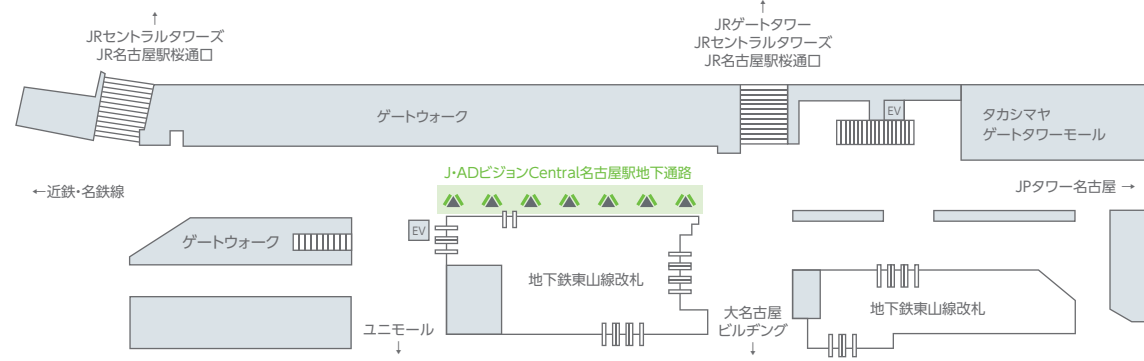 ↑
JRセントラルタワーズ
JR名古屋駅桜通口
↑
JRゲートタワー
JRセントラルタワーズ
JR名古屋駅桜通口
ゲートウォーク
EV
タカシマヤ
ゲートタワーモール
J・ADビジョンCentral名古屋駅地下通路
←近鉄・名鉄線
JPタワー名古屋 →
ゲートウォーク
EV
地下鉄東山線改札
地下鉄東山線改札
ユニモール
↓
大名古屋
ビルヂング
↓